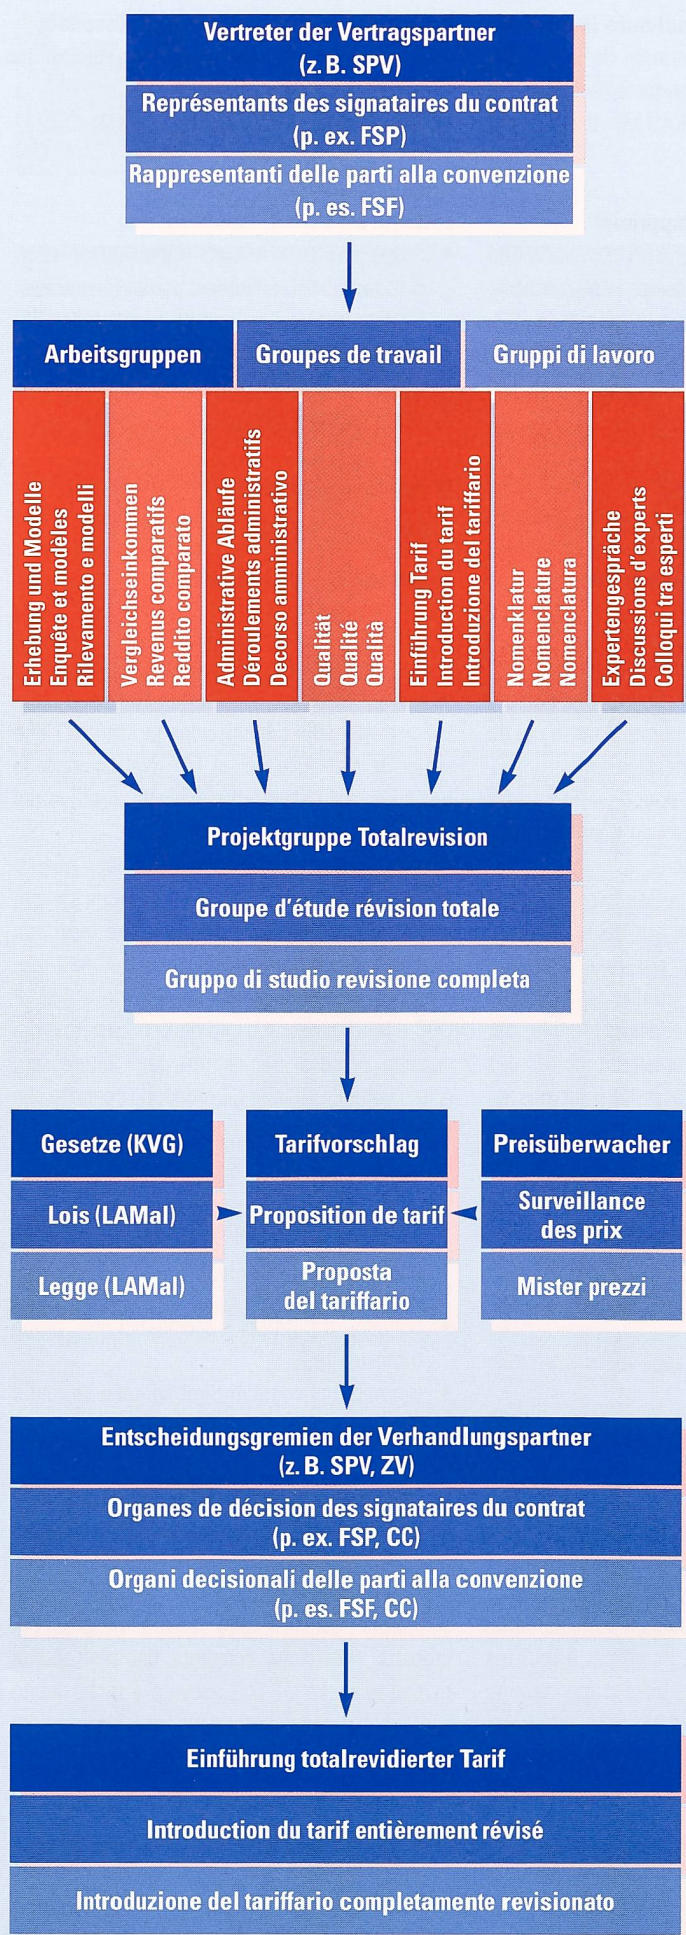 Vertreter der Vertragspartner
(z. B. SPV)
Représentants des signataires du contrat
(p. ex. FSP)
Rappresentanti delle parti alla convenzione
(p. es. FSF)
Arbeitsgruppen
Groupes de travail
Gruppi di lavoro
Erhebung und Modelle
Enquête et modèles
Rilevamento e modelli
Vergleichseinkommen
Revenus comparatifs
Reddito comparato
Administrative Abläufe
Déroulements administratifs
Decorso amministrativo
Qualität
Qualité
Qualità
Einführung Tarif
Introduction du tarif
Introduzione del tariffario
Nomenklatur
Nomenclature
Nomenclatura
Expertengespräche
Discussions d'experts
Colloqui tra esperti
Projektgruppe Totalrevision
Groupe d'étude révision totale
Gruppo di studio revisione completa
Gesetze (KVG)
Lois (LAMal)
Legge (LAMal)
Tarifvorschlag
Proposition de tarif
Proposta
del tariffario
Preisüberwacher
Surveillance
des prix
Mister prezzi
Entscheidungsgremien der Verhandlungspartner
(z. B. SPV, ZV)
Organes de décision des signataires du contrat
(p. ex. FSP, CC)
Organi decisionali delle parti alla convenzione
(p. es. FSF, CC)
Einführung totalrevidierter Tarif
Introduction du tarif entièrement révisé
Introduzione del tariffario completamente revisionato